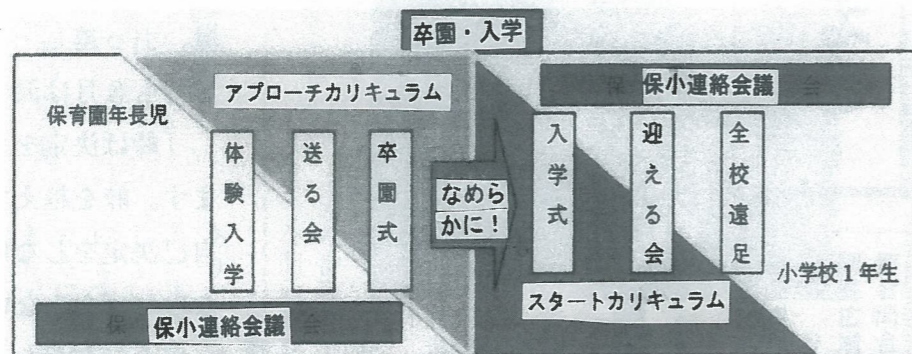 卒園・入学
アプローチカリキュラム
保小連絡会議
保育園年長児
体験入学
送る会
卒園式
なめら
かに!
入学式
迎える会
全校遠足
小学校1年生
スタートカリキュラム
保小連絡会議